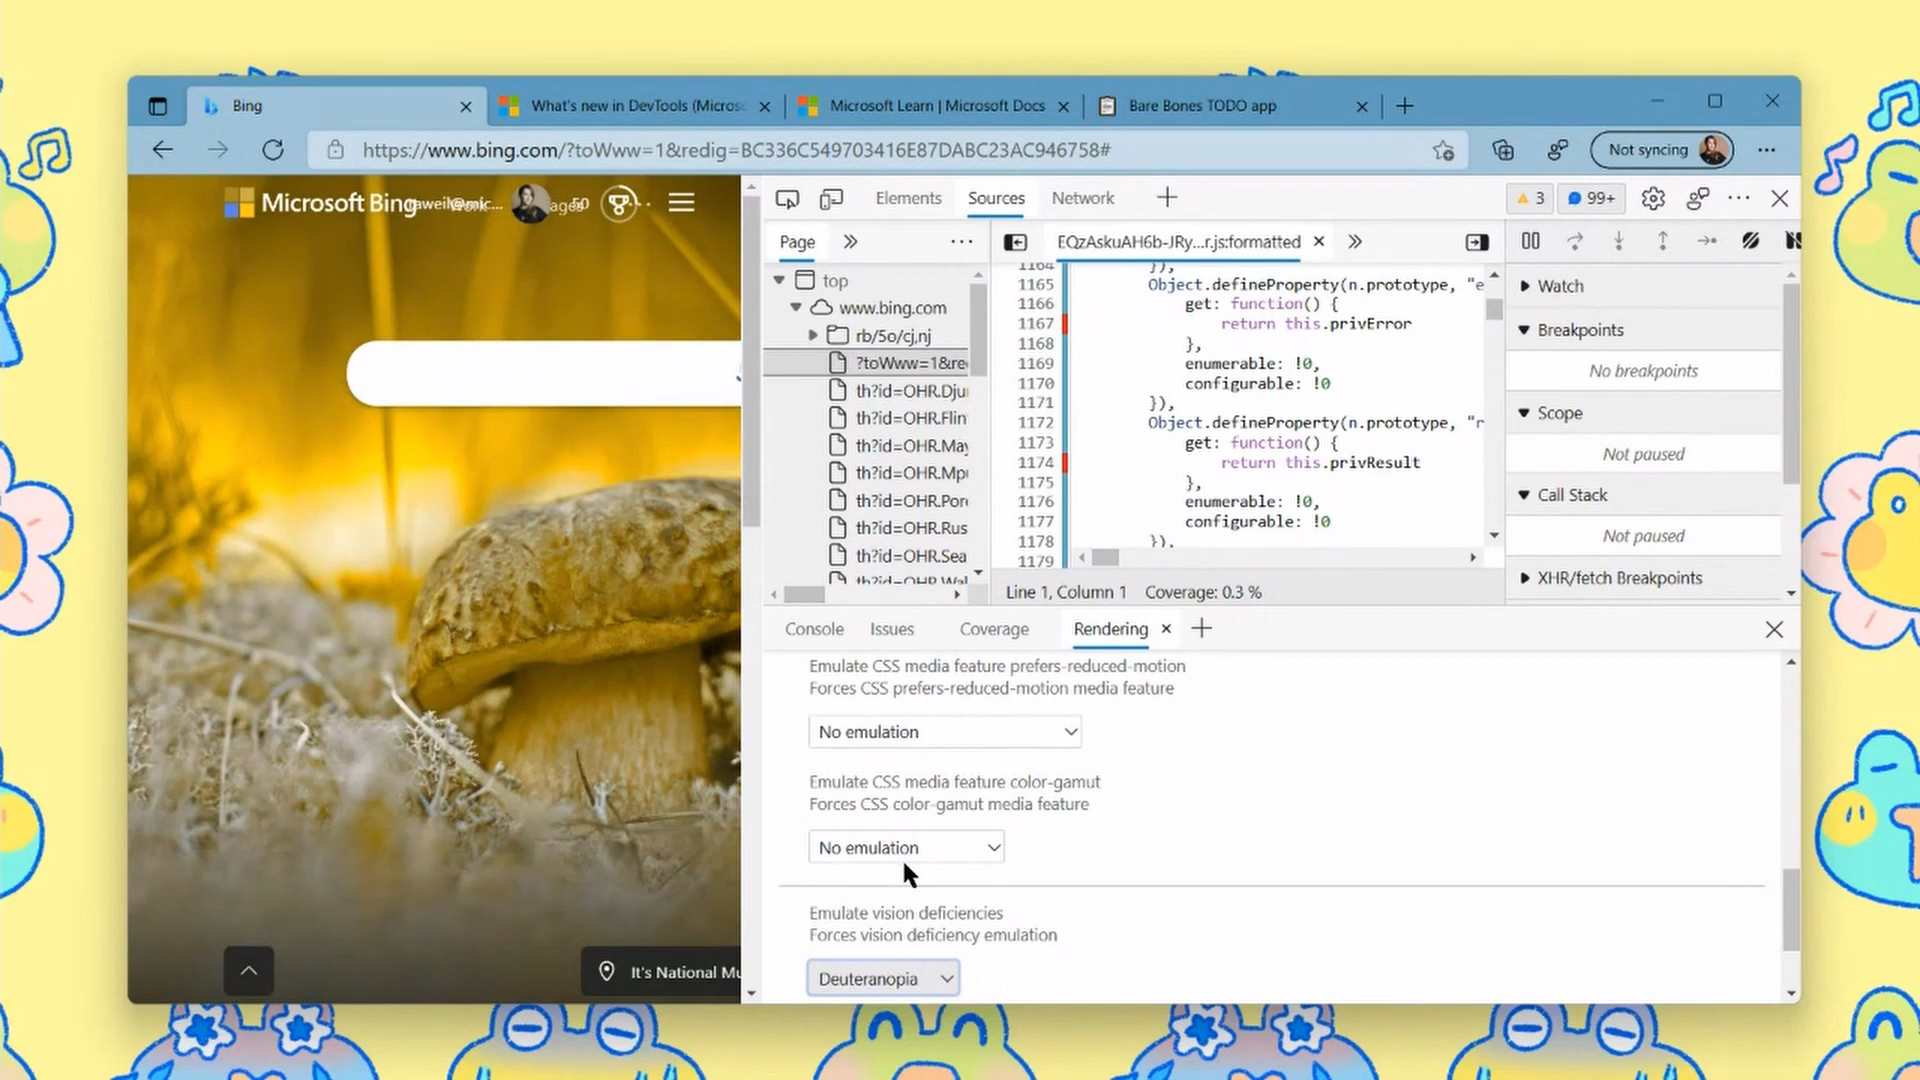 Bing
What's new in DevTools (Micros
Microsoft Learn | Microsoft Docs
Bare Bones TODO app
https://www.bing.com/?toWww=1&redig=BC336C549703416E87DABC23AC946758#
Not syncing
Microsoft Bing
Elements
Sources
Network
3
99+
Page
EQzAskuAH6b-JRy...r.js:formatted
top
www.bing.com
rb/5o/cj,nj
?toWww=1&re
th?id=OHR.Dju
th?id=OHR.Flin
th?id=OHR.May
th?id=OHR.Mp
th?id=OHR.Por
th?id=OHR.Rus
th?id=OHR.Sea
th?id=OHR.Wal
1164 }),
1165 Object.defineProperty(n.prototype, "e
1166 get: function() {
1167 return this.privError
1168 },
1169 enumerable: !0,
1170 configurable: !0
1171 }),
1172 Object.defineProperty(n.prototype, "r
1173 get: function() {
1174 return this.privResult
1175 },
1176 enumerable: !0,
1177 configurable: !0
1178 }),
1179
Line 1, Column 1 Coverage: 0.3 %
Watch
Breakpoints
No breakpoints
Scope
Not paused
Call Stack
Not paused
XHR/fetch Breakpoints
Console
Issues
Coverage
Rendering
Emulate CSS media feature prefers-reduced-motion
Forces CSS prefers-reduced-motion media feature
No emulation
Emulate CSS media feature color-gamut
Forces CSS color-gamut media feature
No emulation
Emulate vision deficiencies
Forces vision deficiency emulation
Deuteranopia
It's National Mu